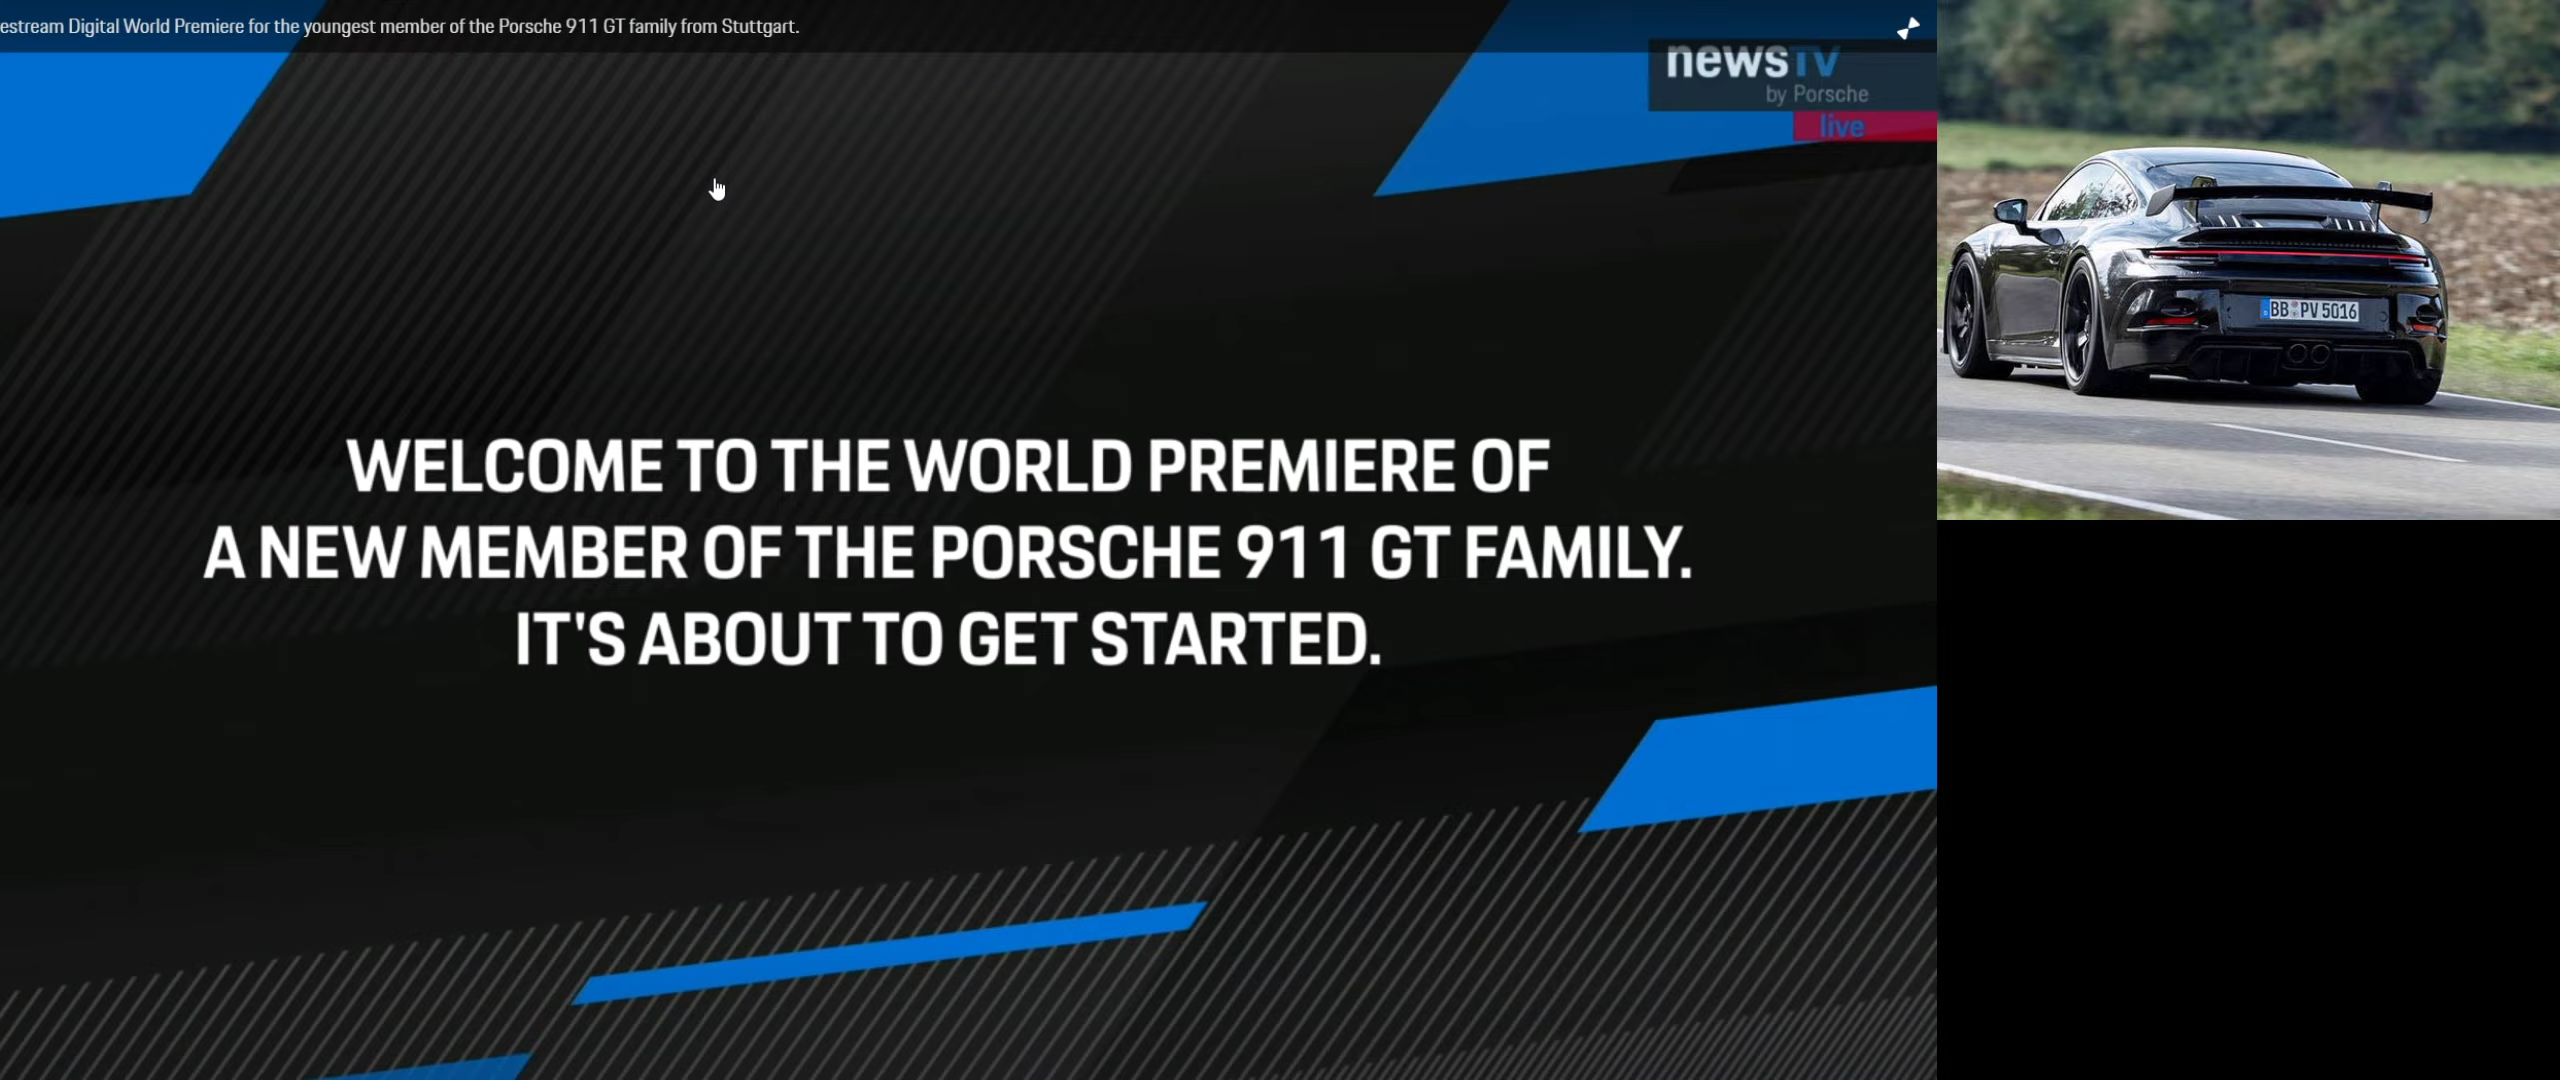 estream Digital World Premiere for the youngest member of the Porsche 911 GT family from Stuttgart.
newsTV
by Porsche
live
WELCOME TO THE WORLD PREMIERE OF
A NEW MEMBER OF THE PORSCHE 911 GT FAMILY.
IT'S ABOUT TO GET STARTED.
BB PV 5016